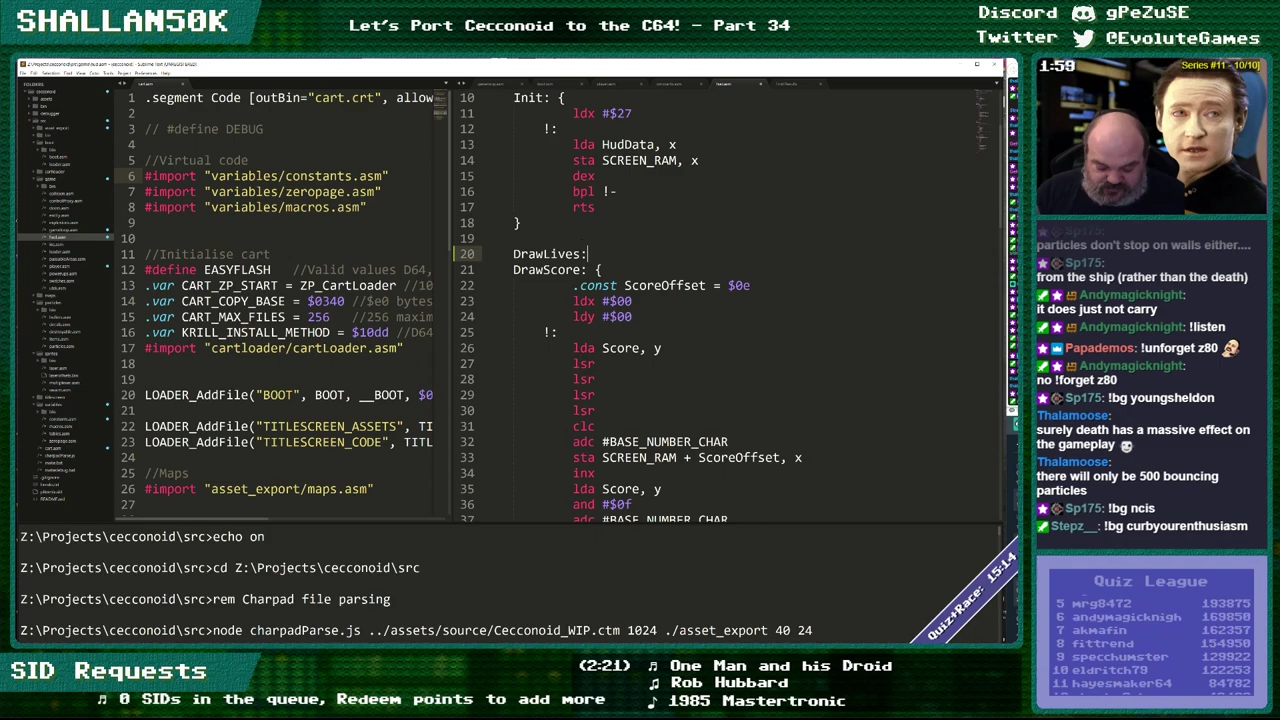 SHALLAN50K
Let's Port Cecconoid to the C64! - Part 34
Discord gPeZuSE
Twitter @EvoluteGames
1:59
Series #11 - 10/10]
1 .segment Code [outBin="cart.crt", allow
2
3 // #define DEBUG
4
5 //Virtual code
6 #import "variables/constants.asm"
7 #import "variables/zeropage.asm"
8 #import "variables/macros.asm"
9
10
11 //Initialise cart
12 #define EASYFLASH //Valid values D64,
13 .var CART_ZP_START = ZP_CartLoader //10
14 .var CART_COPY_BASE = $0340 //$e0 bytes
15 .var CART_MAX_FILES = 256 //256 maxim
16 .var KRILL_INSTALL_METHOD = $10dd //D64
17 #import "cartloader/cartloader.asm"
18
19
20 LOADER_AddFile("BOOT", BOOT, __BOOT, $0
21
22 LOADER_AddFile("TITLESCREEN_ASSETS", TI
23 LOADER_AddFile("TITLESCREEN_CODE", TITL
24
25 //Maps
26 #import "asset_export/maps.asm"
27
10 Init: {
11 ldx #$27
12 !:
13 lda HudData, x
14 sta SCREEN_RAM, x
15 dex
16 bpl !-
17 rts
18 }
19
20 DrawLives:
21 DrawScore: {
22 .const ScoreOffset = $0e
23 ldx #$00
24 ldy #$00
25 !:
26 lda Score, y
27 lsr
28 lsr
29 lsr
30 lsr
31 clc
32 adc #BASE_NUMBER_CHAR
33 sta SCREEN_RAM + ScoreOffset, x
34 inx
35 lda Score, y
36 and #$0f
37 adc #BASE_NUMBER_CHAR
Z:\Projects\cecconoid\src>echo on
Z:\Projects\cecconoid\src>cd Z:\Projects\cecconoid\src
Z:\Projects\cecconoid\src>rem Charpad file parsing
Z:\Projects\cecconoid\src>node charpadParse.js ../assets/source/Cecconoid_WIP.ctm 1024 ./asset_export 40 24
Quiz+Race: 15:14
Sp175:
particles don't stop on walls either....
Sp175:
from the ship (rather than the death)
Andymagicknight:
it does just not carry
Andymagicknight: !listen
Papademos: !unforget z80
Andymagicknight:
no !forget z80
Sp175: !bg youngsheldon
Thalamoose:
surely death has a massive effect on
the gameplay
Thalamoose:
there will only be 500 bouncing
particles
Sp175: !bg ncis
Stepz__: !bg curbyourenthusiasm
Quiz League
5 mrg8472 193875
6 andymagicknigh 169850
7 akmafin 162357
8 fittrend 154950
9 specchumster 129922
10 eldritch79 122253
11 hayesmaker64 84782
SID Requests
0 SIDs in the queue, Redeem points to add more
(2:21) One Man and his Droid
Rob Hubbard
1985 Mastertronic